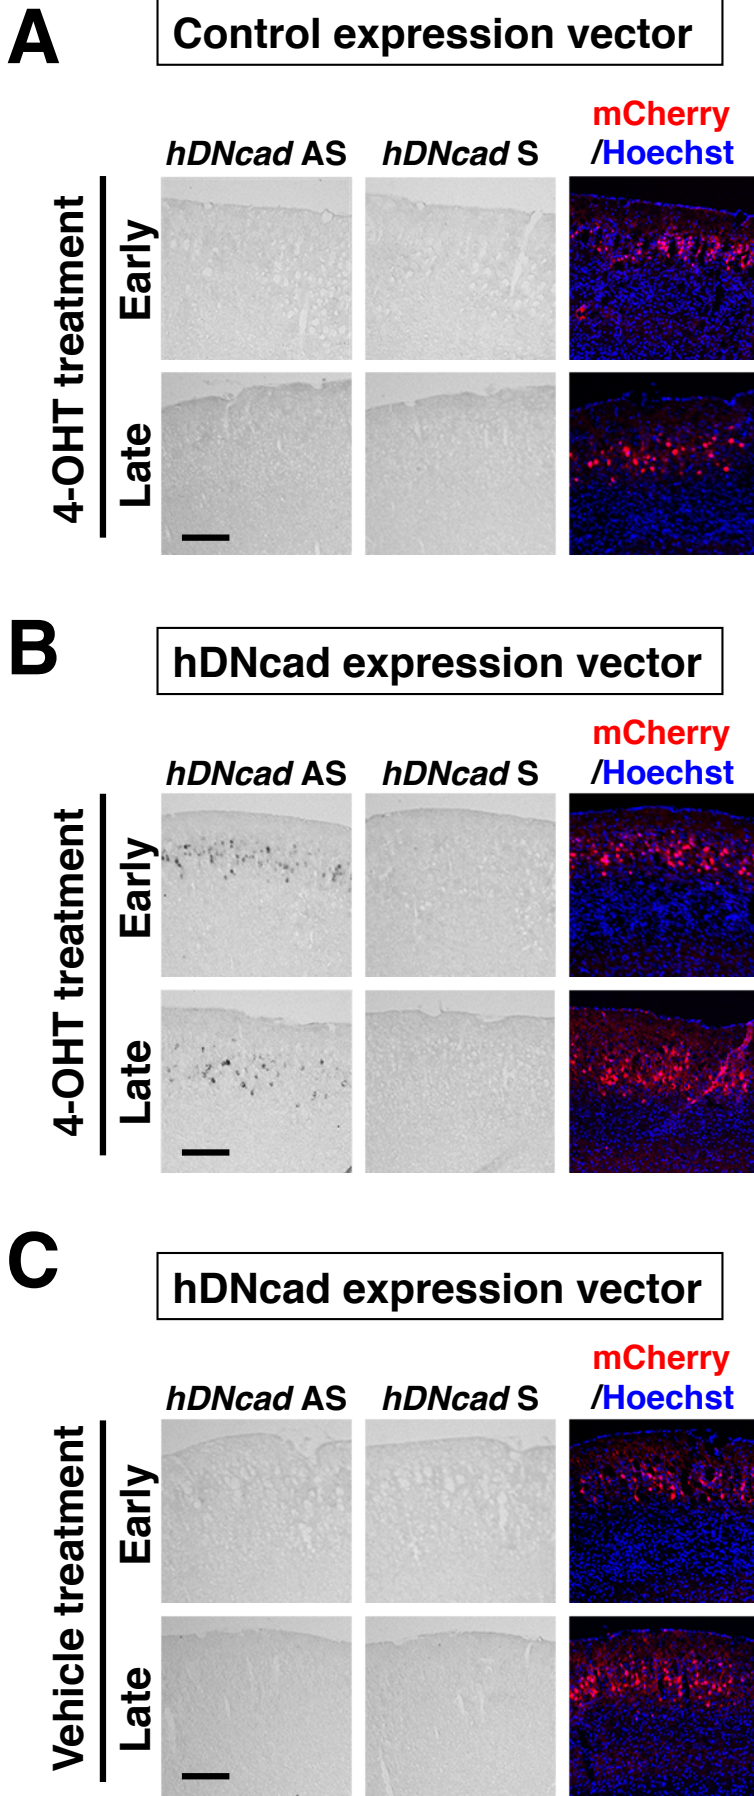 A
Control expression vector
mCherry
hDNcad AS hDNcad S /Hoechst
4-OHT treatment
Early
Late
B
hDNcad expression vector
mCherry
hDNcad AS hDNcad S /Hoechst
4-OHT treatment
Early
Late
C
hDNcad expression vector
mCherry
hDNcad AS hDNcad S /Hoechst
Vehicle treatment
Early
Late